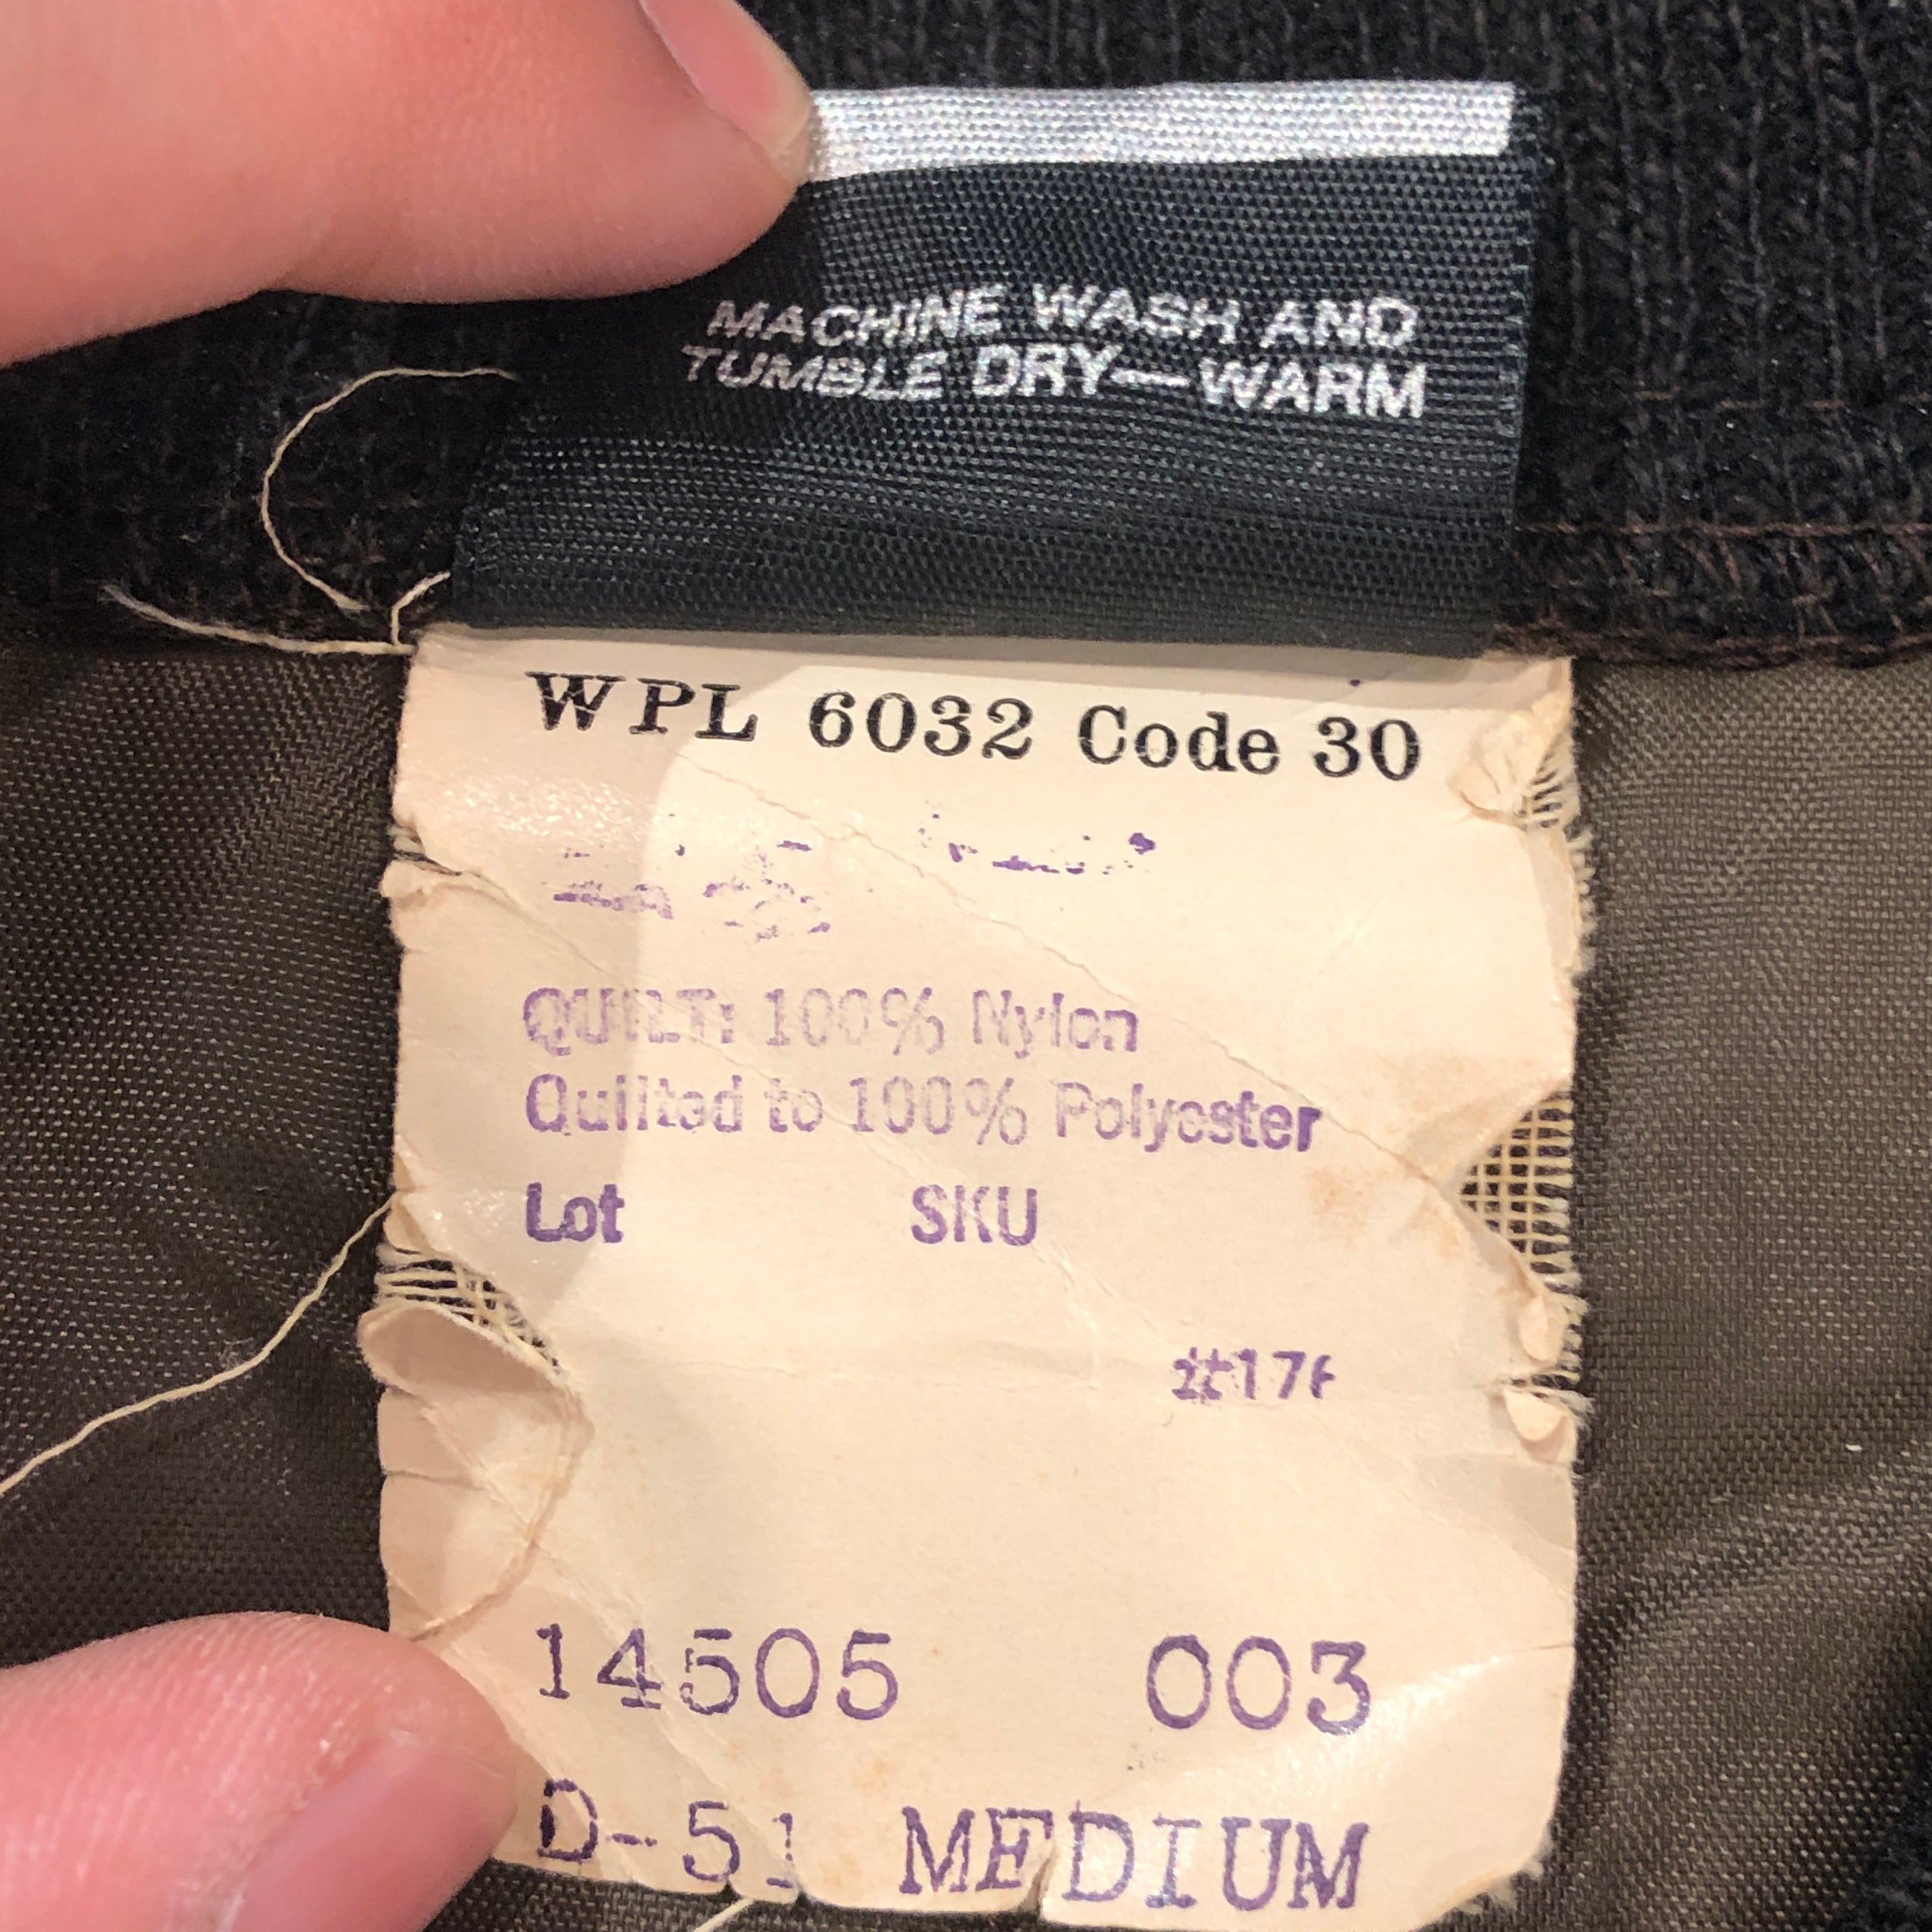 MACHINE WASH AND
TUMBLE DRY—WARM
WPL 6032 Code 30
QUILT: 100% Nylon
Quilted to 100% Polyester
Lot SKU
14505 003
D-51 MEDIUM